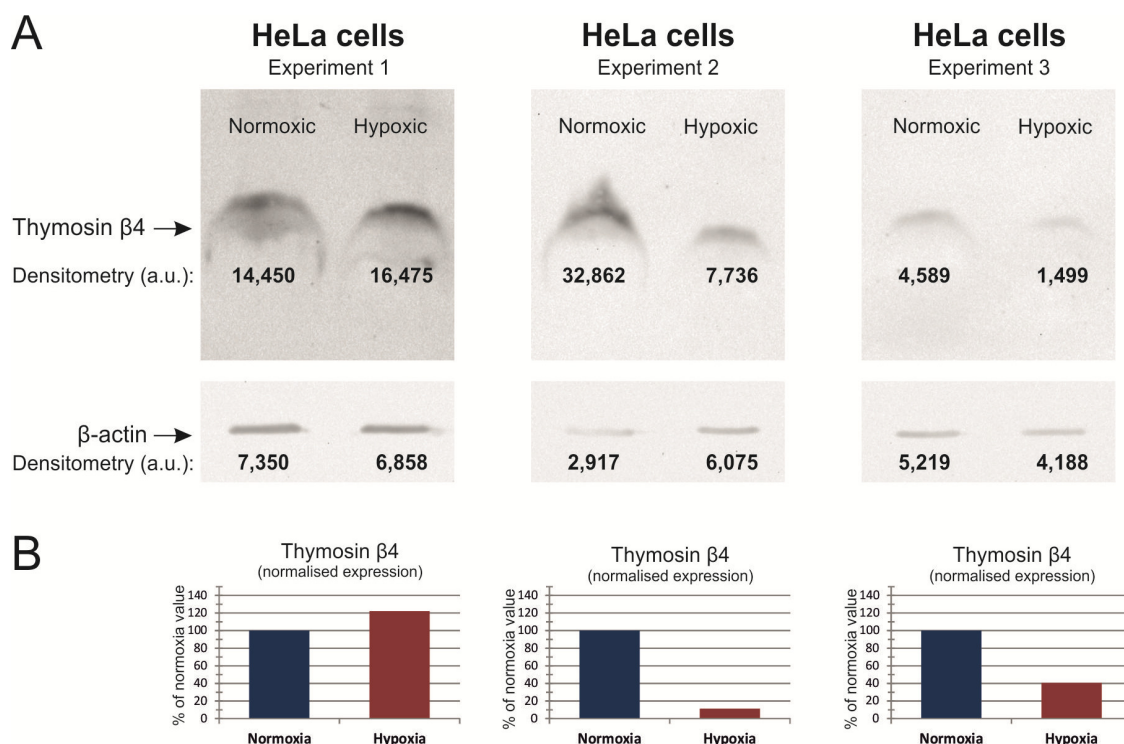 A
HeLa cells
Experiment 1
HeLa cells
Experiment 2
HeLa cells
Experiment 3
Normoxic Hypoxic
Normoxic Hypoxic
Normoxic Hypoxic
Thymosin β4
Densitometry (a.u.): 14,450 16,475 32,862 7,736 4,589 1,499
β-actin
Densitometry (a.u.): 7,350 6,858 2,917 6,075 5,219 4,188
B
Thymosin β4
(normalised expression)
% of normoxia value
140
120
100
80
60
40
20
0
Normoxia Hypoxia
Thymosin β4
(normalised expression)
% of normoxia value
140
120
100
80
60
40
20
0
Normoxia Hypoxia
Thymosin β4
(normalised expression)
% of normoxia value
140
120
100
80
60
40
20
0
Normoxia Hypoxia